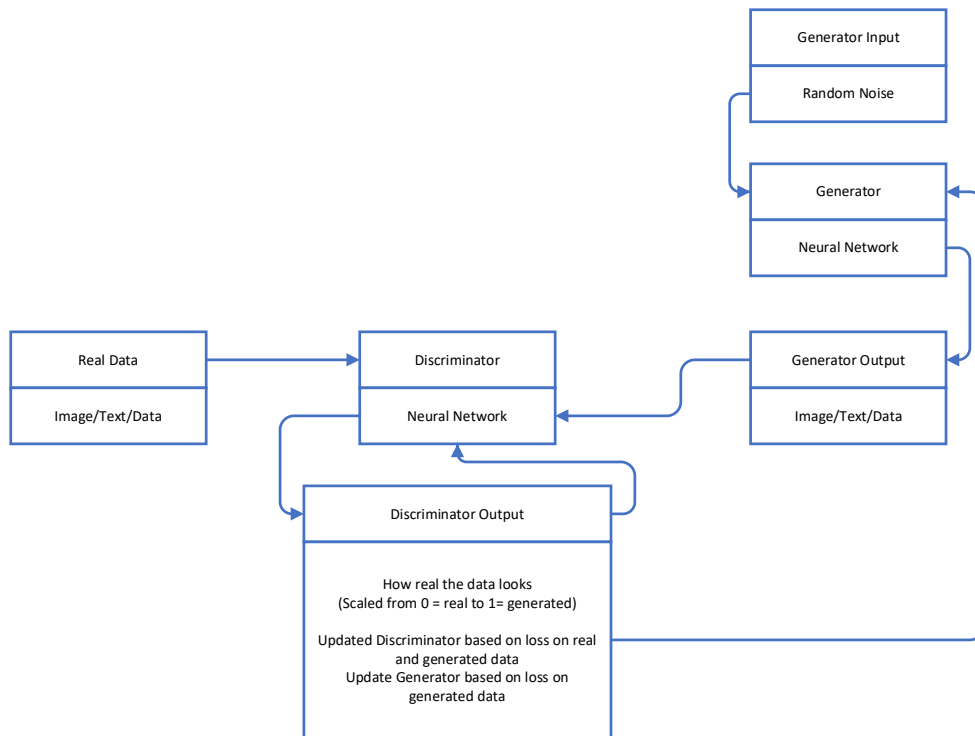 Generator Input
Random Noise
Generator
Neural Network
Real Data
Image/Text/Data
Discriminator
Neural Network
Generator Output
Image/Text/Data
Discriminator Output
How real the data looks
(Scaled from 0 = real to 1= generated)
Updated Discriminator based on loss on real
and generated data
Update Generator based on loss on
generated data